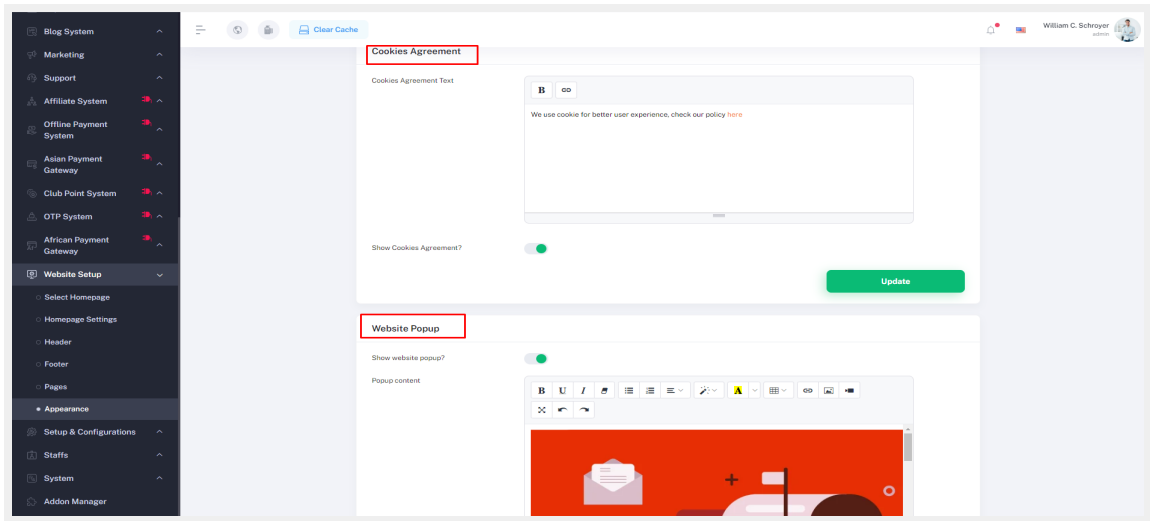 Blog System
Marketing
Support
Affiliate System
Offline Payment
System
Asian Payment
Gateway
Club Point System
OTP System
African Payment
Gateway
Website Setup
Select Homepage
Homepage Settings
Header
Footer
Pages
Appearance
Setup & Configurations
Staffs
System
Addon Manager
Clear Cache
William C. Schroyer
admin
Cookies Agreement
Cookies Agreement Text
B
We use cookie for better user experience, check our policy here
Show Cookies Agreement?
Update
Website Popup
Show website popup?
Popup content
B U I A